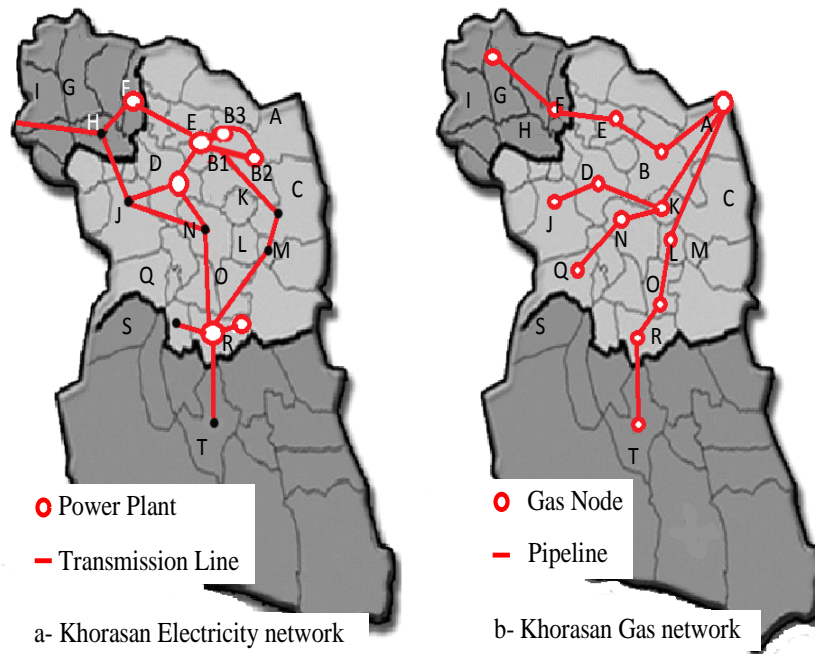 F
I
G
E
B3
A
H
D
B1
B2
C
K
J
N
L
M
Q
O
S
R
T
Power Plant
Transmission Line
a- Khorasan Electricity network
I
G
F
A
H
E
B
D
C
K
J
N
L
M
Q
O
S
R
T
Gas Node
Pipeline
b- Khorasan Gas network